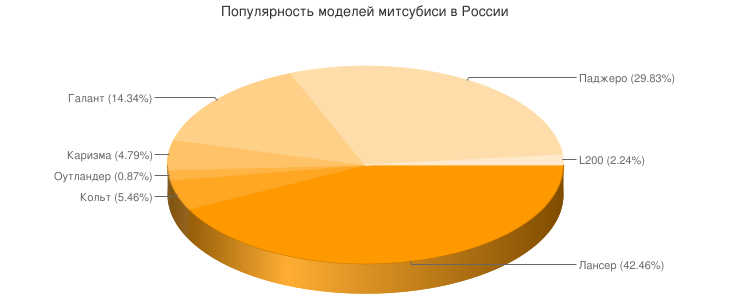 Популярность моделей митсубиси в России
Паджеро (29.83%)
Галант (14.34%)
Каризма (4.79%)
L200 (2.24%)
Оутландер (0.87%)
Кольт (5.46%)
Лансер (42.46%)